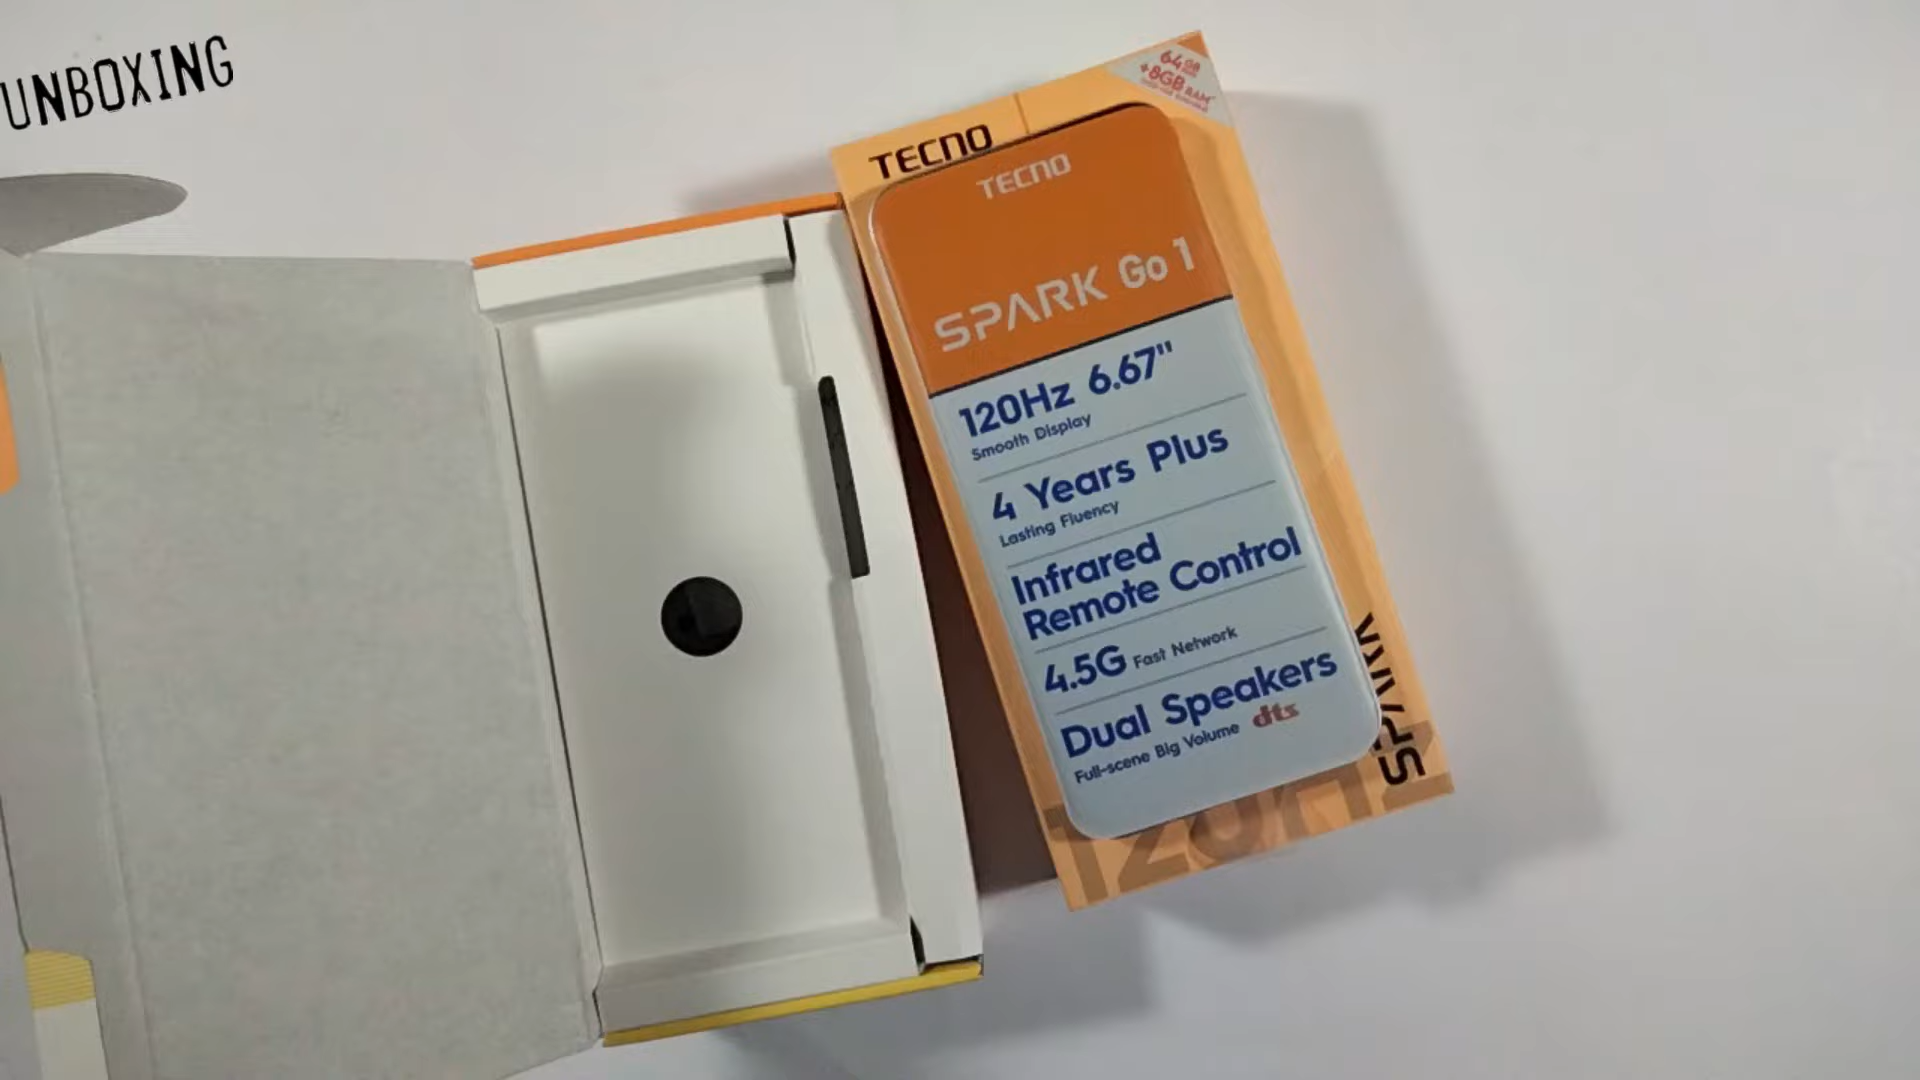 UNBOXING
64GB
+8GB RAM*
TECNO
TECNO
SPARK Go 1
120Hz 6.67"
Smooth Display
4 Years Plus
Lasting Fluency
Infrared
Remote Control
4.5G Fast Network
Dual Speakers
Full-scene Big Volume dts
SPARK
120Hz